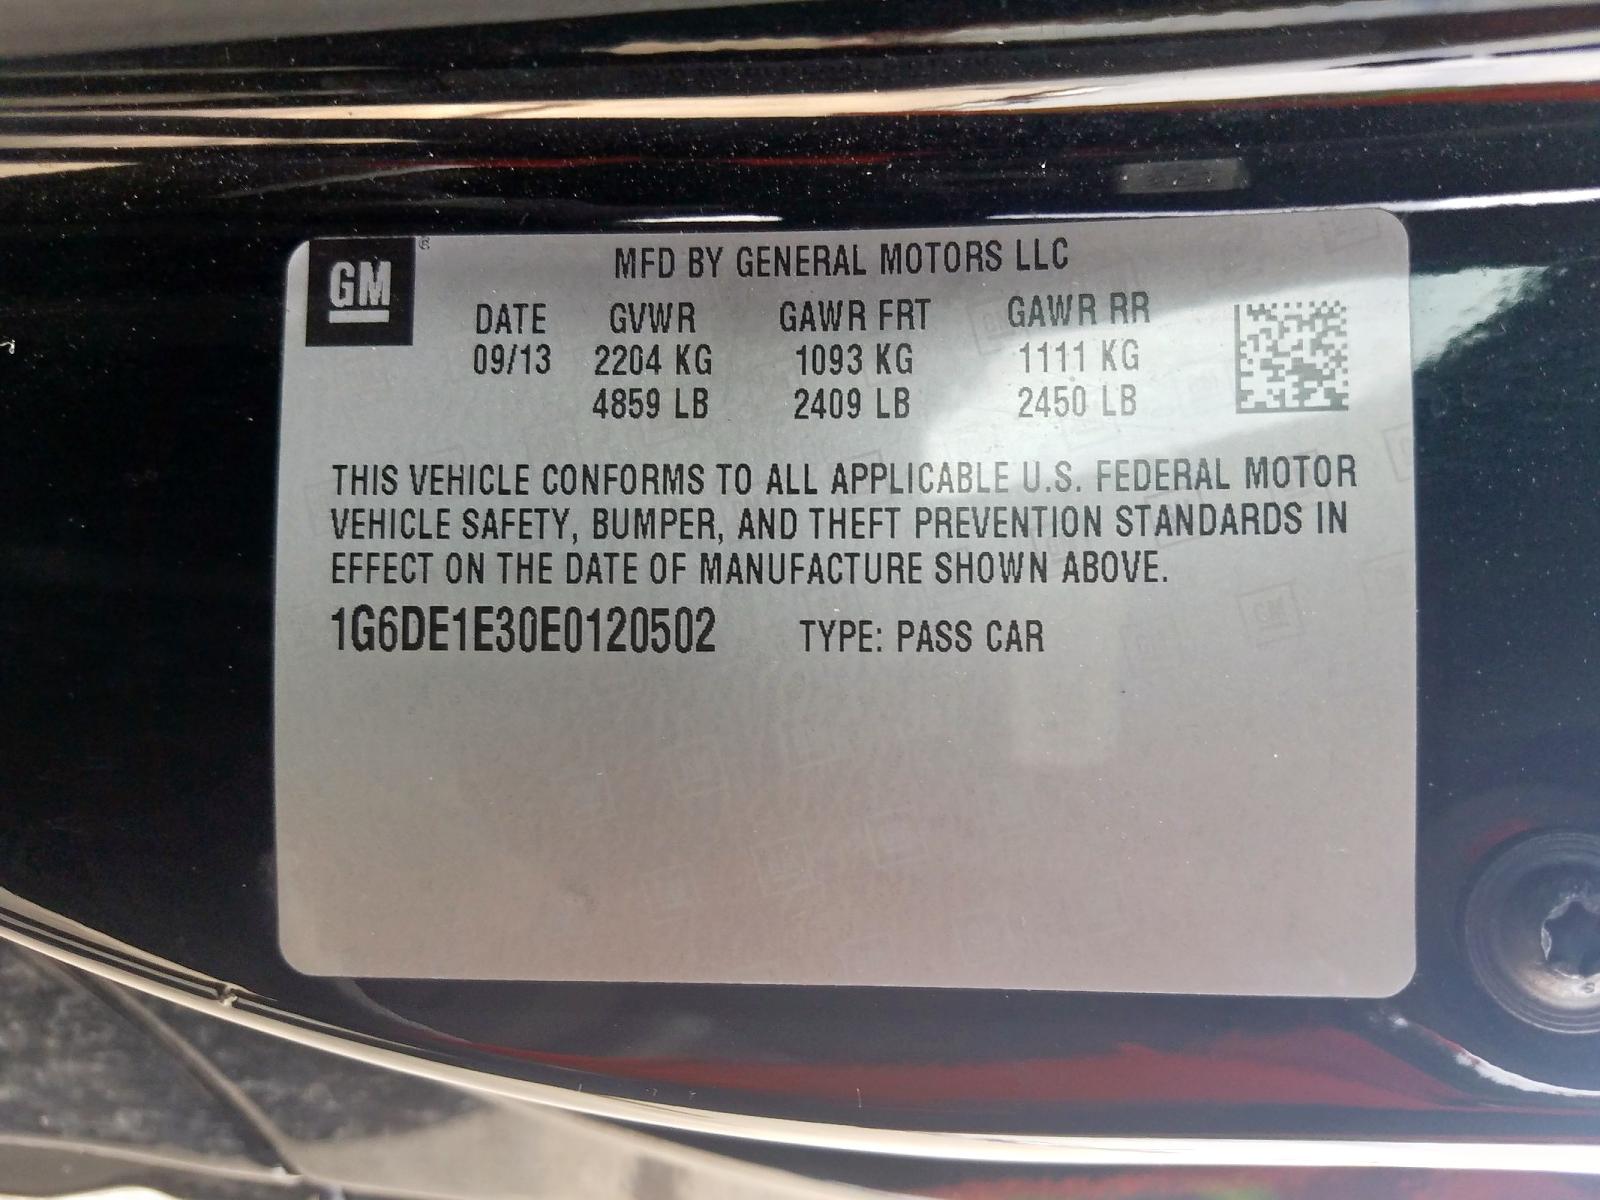 GM ®
MFD BY GENERAL MOTORS LLC
DATE GVWR GAWR FRT GAWR RR
09/13 2204 KG 1093 KG 1111 KG
4859 LB 2409 LB 2450 LB
THIS VEHICLE CONFORMS TO ALL APPLICABLE U.S. FEDERAL MOTOR
VEHICLE SAFETY, BUMPER, AND THEFT PREVENTION STANDARDS IN
EFFECT ON THE DATE OF MANUFACTURE SHOWN ABOVE.
1G6DE1E30E0120502 TYPE: PASS CAR